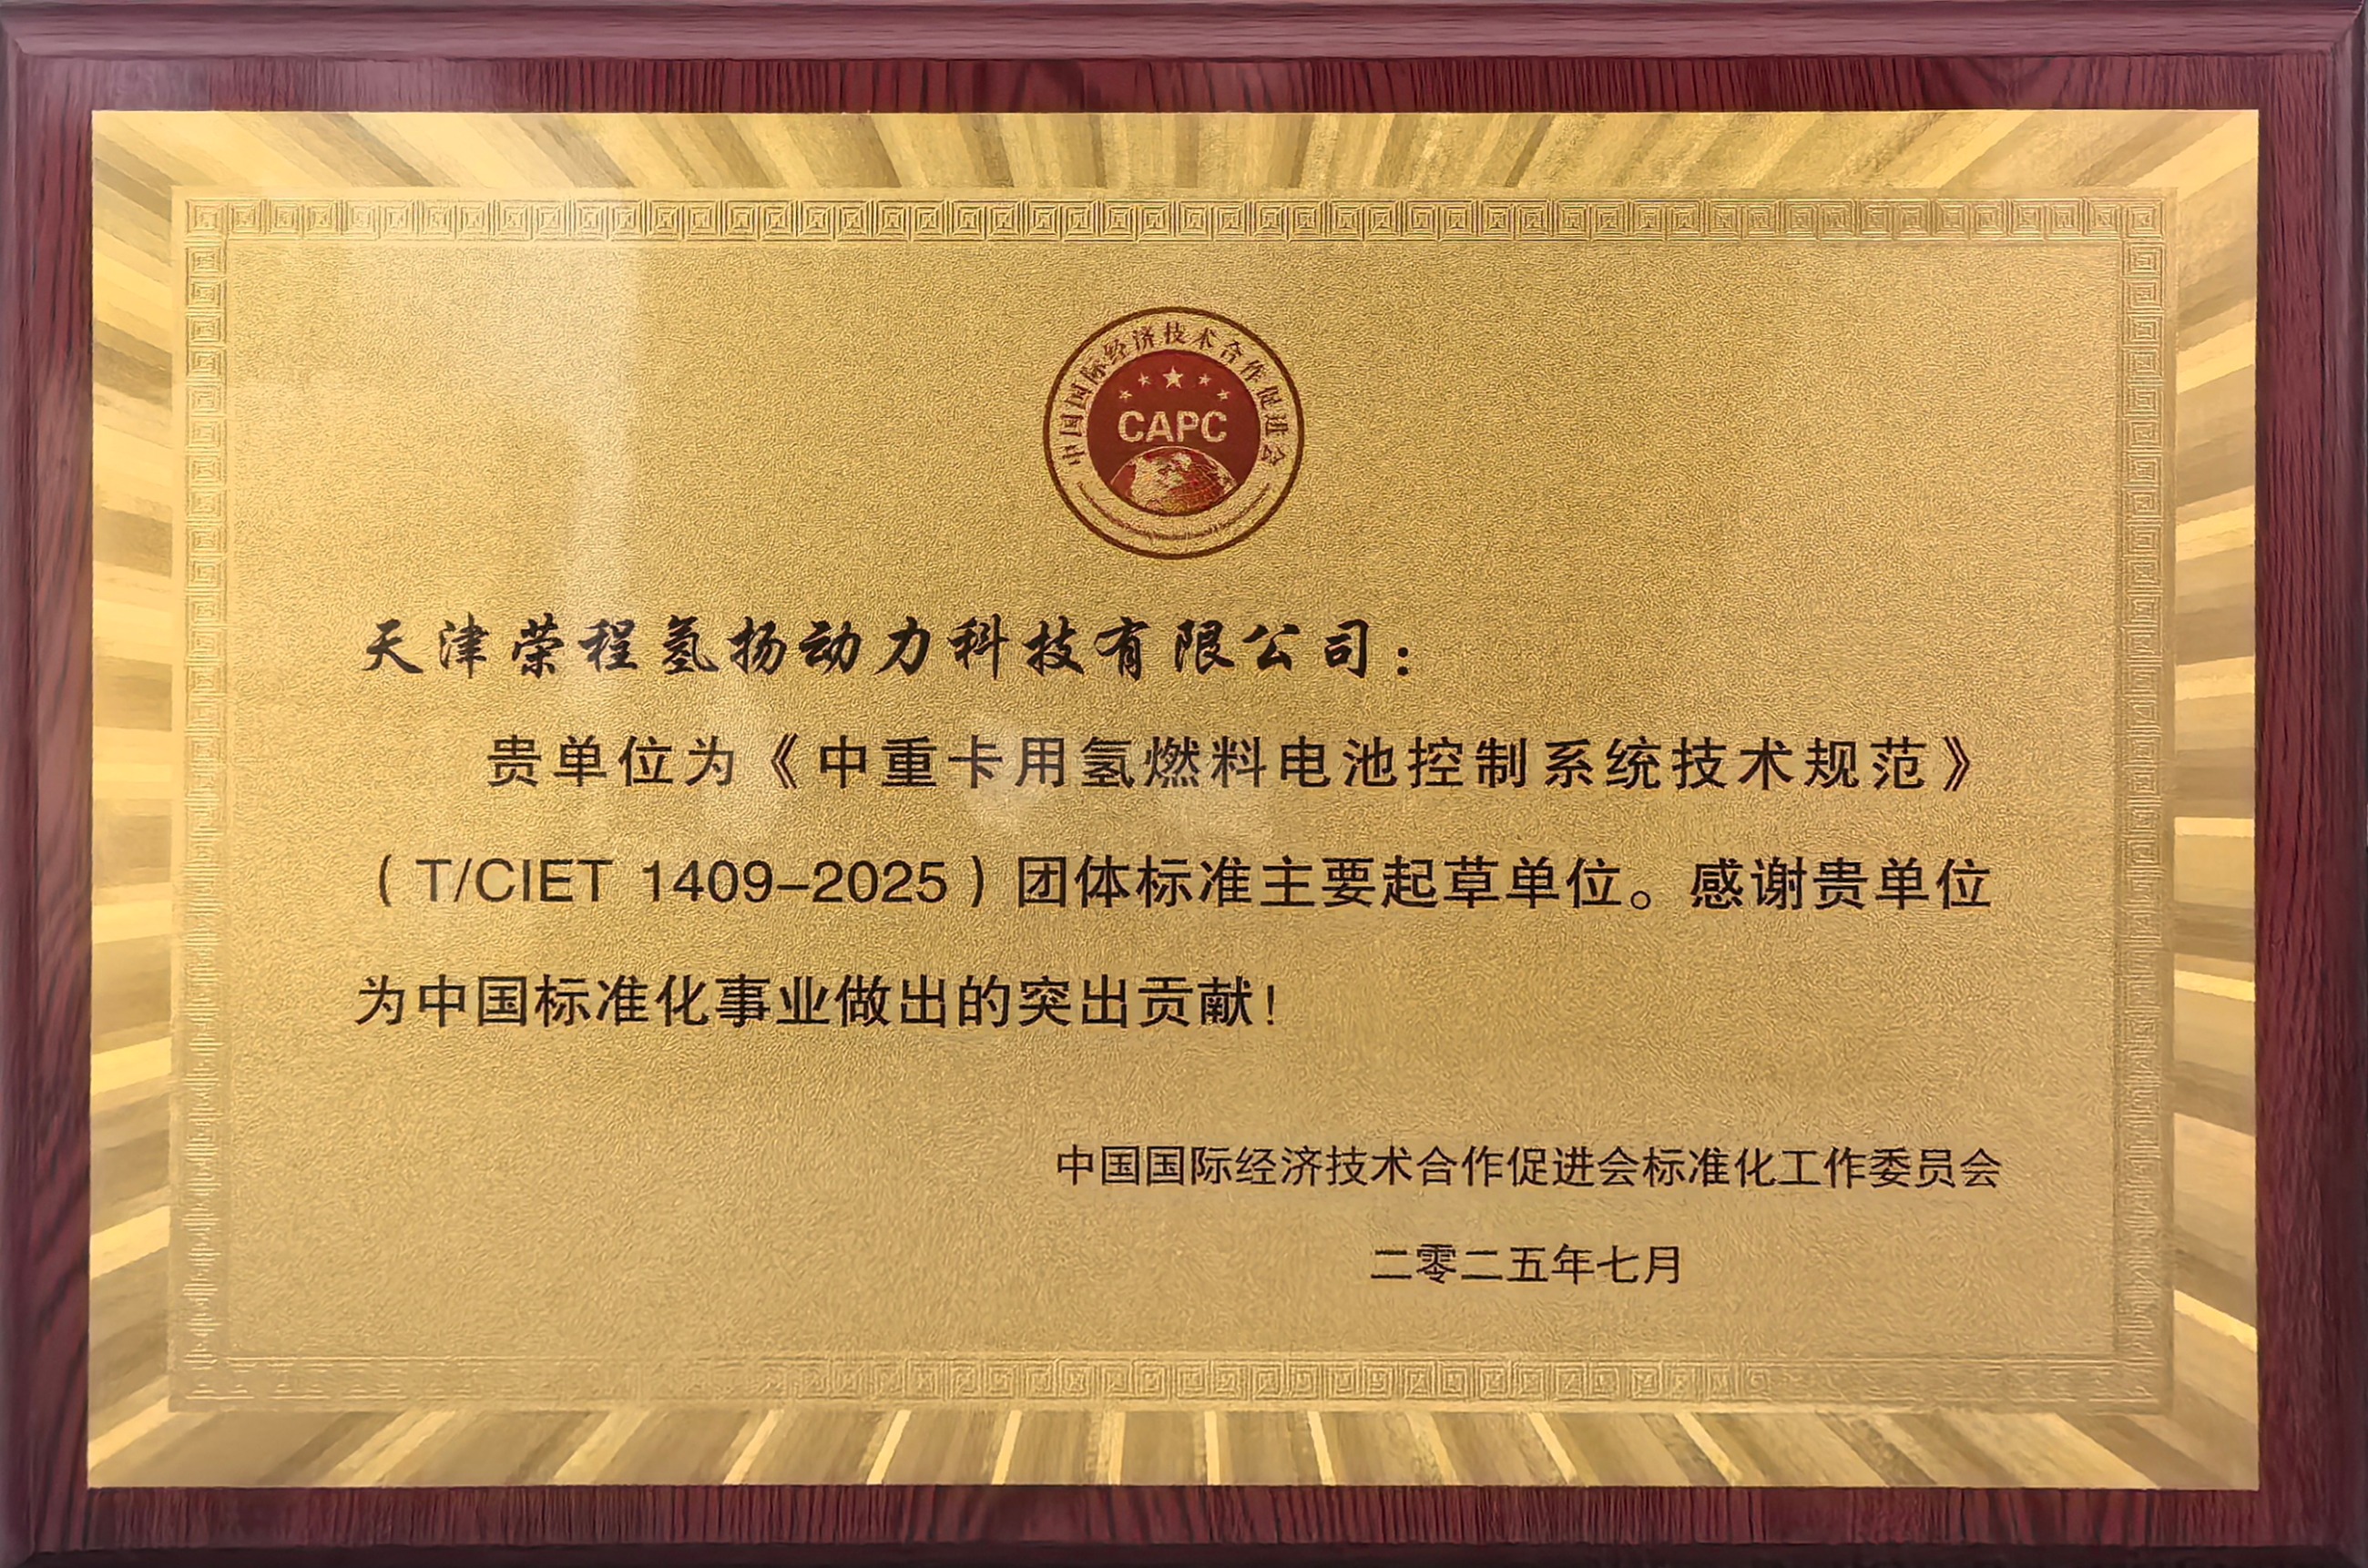 中国国际经济技术合作促进会
CAPC
天津荣程氢扬动力科技有限公司：
贵单位为《中重卡用氢燃料电池控制系统技术规范》
（T/CIET 1409-2025）团体标准主要起草单位。感谢贵单位
为中国标准化事业做出的突出贡献！
中国国际经济技术合作促进会标准化工作委员会
二零二五年七月